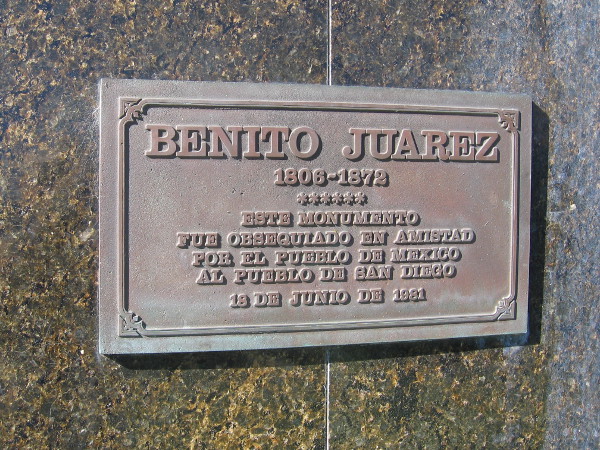 BENITO JUAREZ
1806-1872
******
ESTE MONUMENTO
FUE OBSEQUIADO EN AMISTAD
POR EL PUEBLO DE MEXICO
AL PUEBLO DE SAN DIEGO
18 DE JUNIO DE 1981